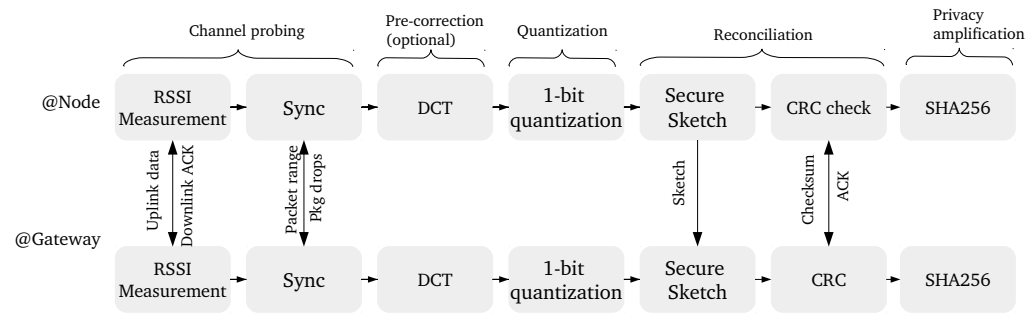 Channel probing
Pre-correction
(optional)
Quantization
Reconciliation
Privacy
amplification
@Node
RSSI
Measurement
Sync
DCT
1-bit
quantization
Secure
Sketch
CRC check
SHA256
Uplink data
Downlink ACK
Packet range
Pkg drops
Sketch
Checksum
ACK
@Gateway
RSSI
Measurement
Sync
DCT
1-bit
quantization
Secure
Sketch
CRC
SHA256